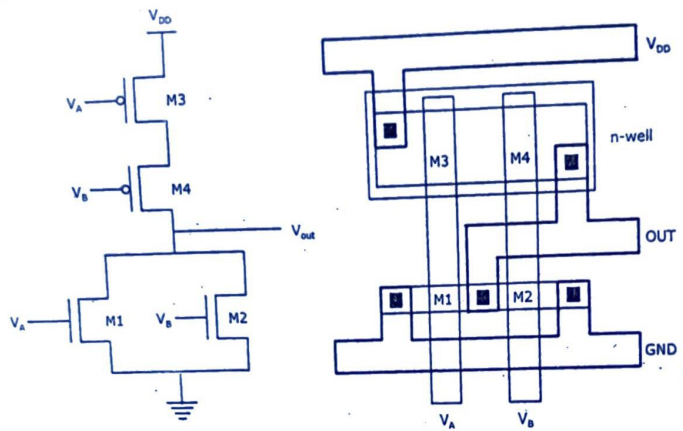 V_DD
V_A
M3
V_B
M4
V_out
V_A
M1
V_B
M2
V_DD
n-well
M3
M4
OUT
M1
M2
GND
V_A
V_B